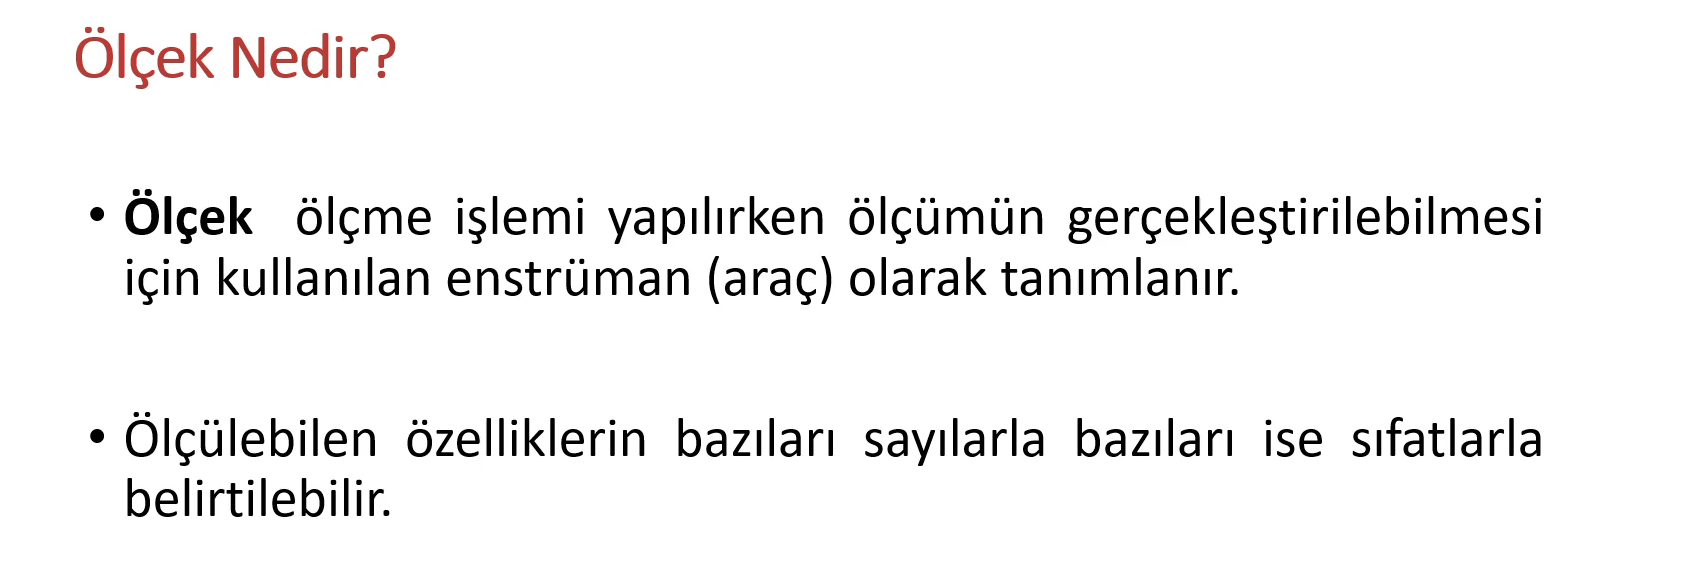 Ölçek Nedir?
• Ölçek ölçme işlemi yapılırken ölçümün gerçekleştirilebilmesi
için kullanılan enstrüman (araç) olarak tanımlanır.
• Ölçülebilen özelliklerin bazıları sayılarla bazıları ise sıfatlarla
belirtilebilir.